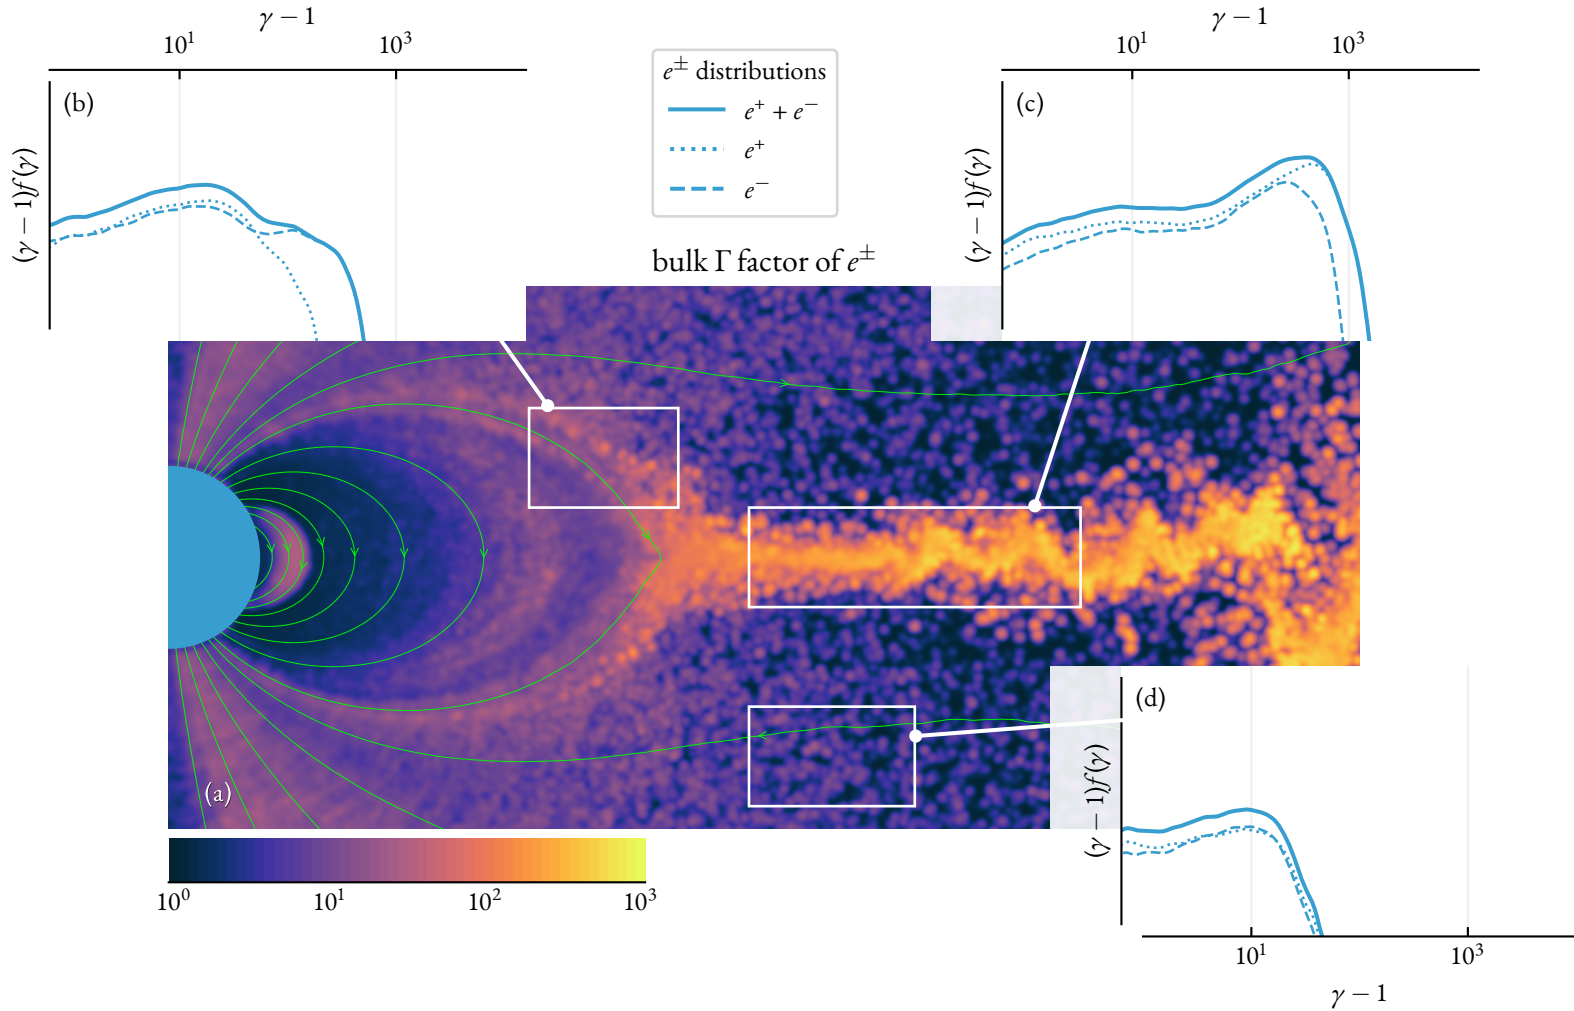 γ − 1
10¹ 10³
(b)
(γ − 1)f(γ)
e± distributions
e⁺ + e⁻
e⁺
e⁻
γ − 1
10¹ 10³
(c)
(γ − 1)f(γ)
bulk Γ factor of e±
(a)
10⁰ 10¹ 10² 10³
(d)
(γ − 1)f(γ)
10¹ 10³
γ − 1